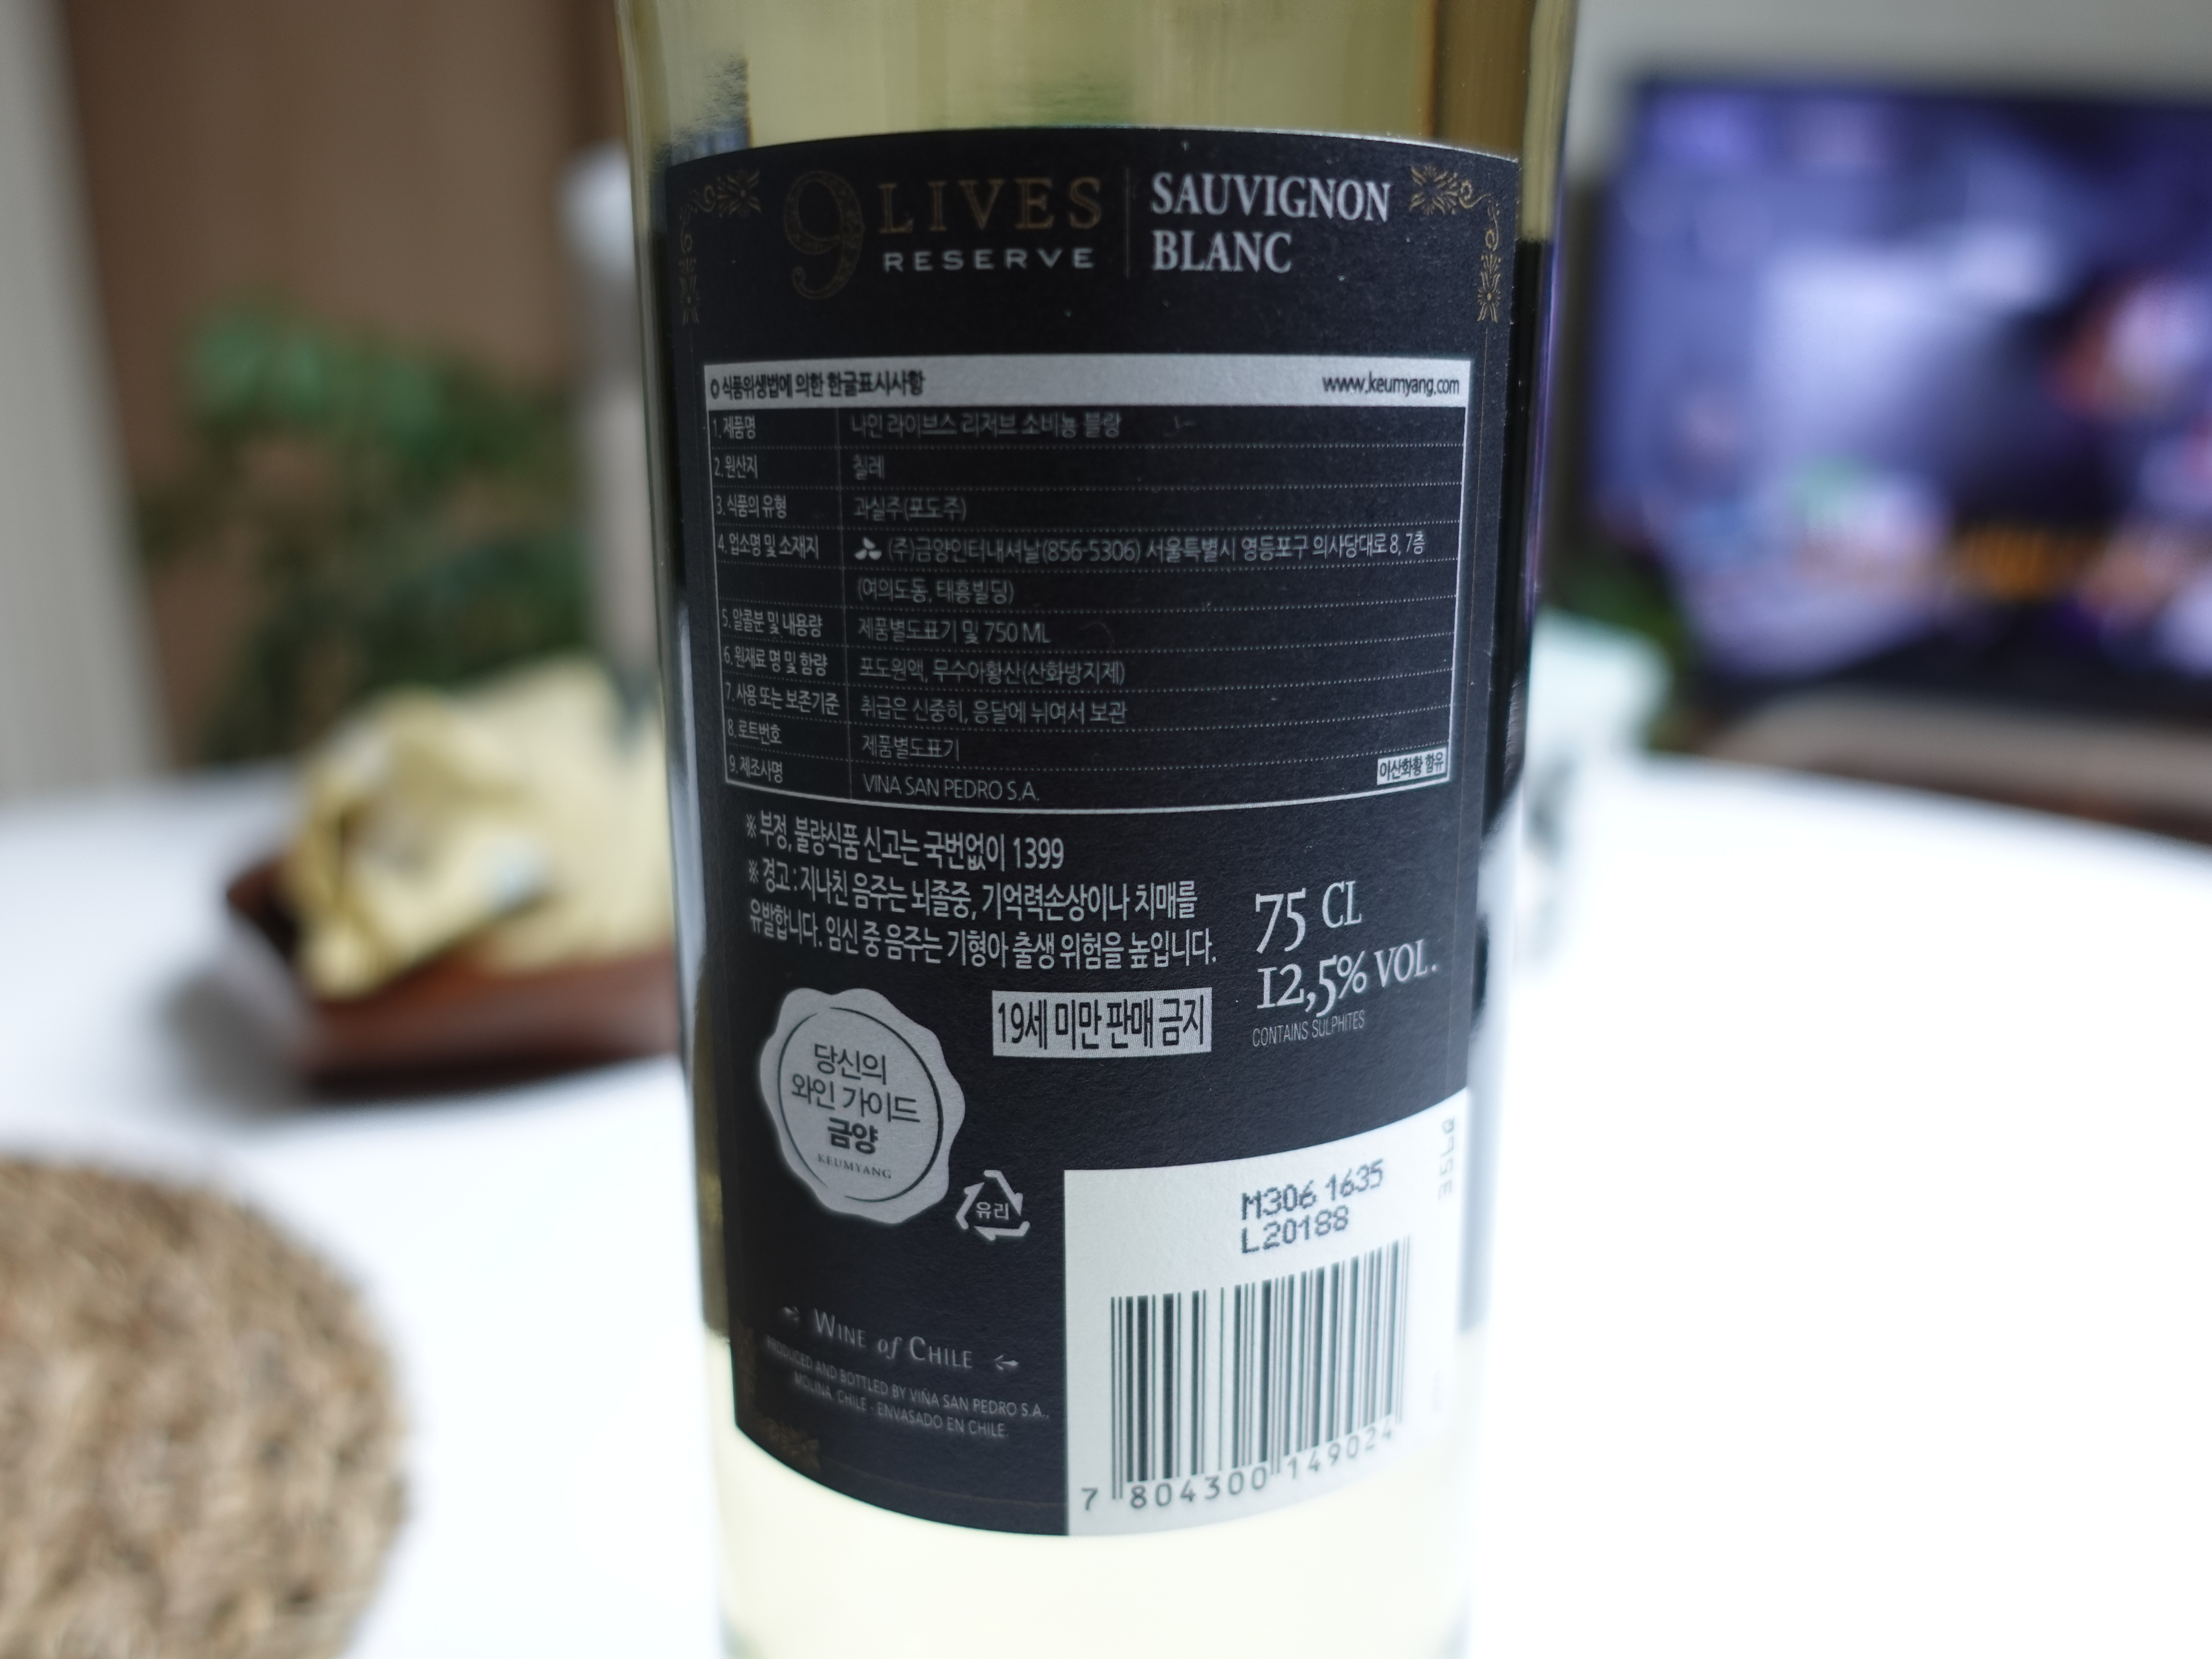 9 LIVES
RESERVE
SAUVIGNON
BLANC
식품위생법에 의한 한글표시사항 www.keumyang.com
1. 제품명 나인 라이브스 리저브 소비뇽 블랑
2. 원산지 칠레
3. 식품의 유형 과실주(포도주)
4. 업소명 및 소재지 (주)금양인터내셔날(856-5306) 서울특별시 영등포구 의사당대로 8, 7층
(여의도동, 태흥빌딩)
5. 알콜분 및 내용량 제품별도표기 및 750 ML
6. 원재료 명 및 함량 포도원액, 무수아황산(산화방지제)
7. 사용 또는 보존기준 취급은 신중히, 응달에 뉘여서 보관
8. 로트번호 제품별도표기
9. 제조사명 VINA SAN PEDRO S.A.
이산화황 함유
※ 부정, 불량식품 신고는 국번없이 1399
※ 경고 : 지나친 음주는 뇌졸중, 기억력손상이나 치매를
유발합니다. 임신 중 음주는 기형아 출생 위험을 높입니다.
75 CL
12,5% VOL.
CONTAINS SULPHITES
19세 미만 판매 금지
당신의
와인 가이드
금양
KEUMYANG
유리
M306 1635
L20188
WINE of CHILE
PRODUCED AND BOTTLED BY VIÑA SAN PEDRO S.A.,
MOLINA, CHILE - ENVASADO EN CHILE.
7 804300 149024